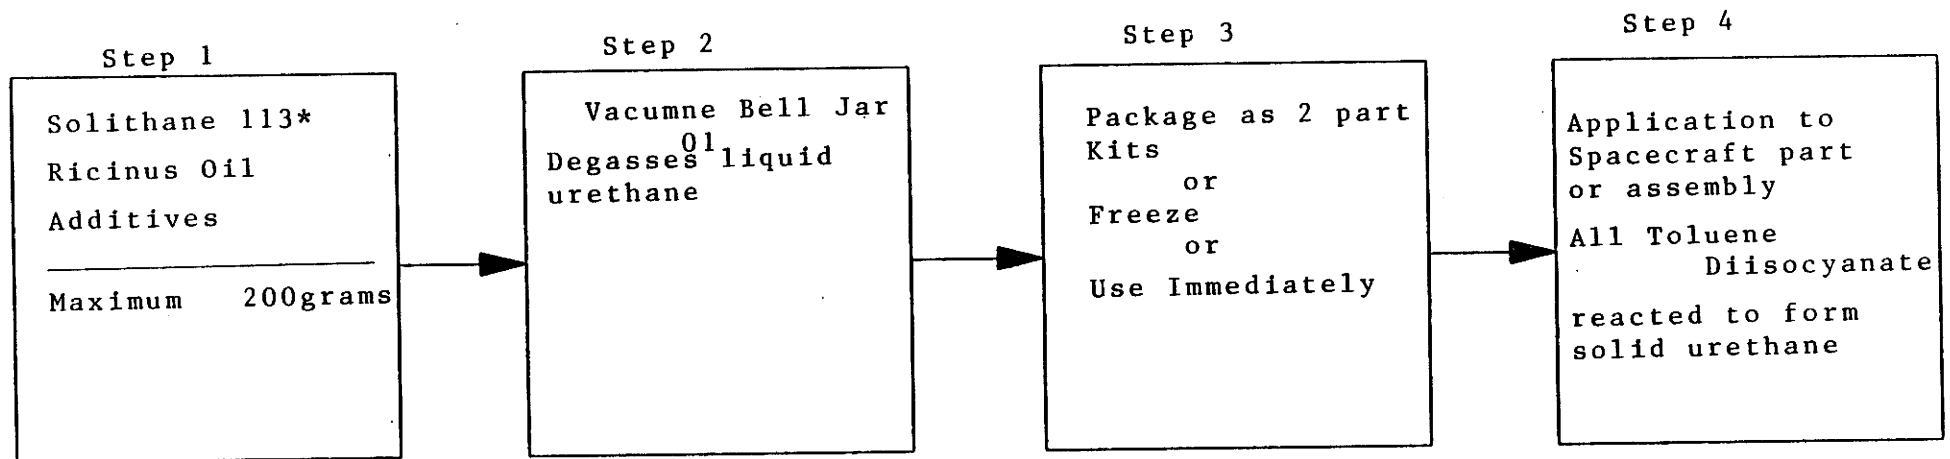 Step 1
Solithane 113*
Ricinus Oil
Additives
Maximum 200grams
Step 2
Vacumne Bell Jar
01
Degasses liquid
urethane
Step 3
Package as 2 part
Kits
or
Freeze
or
Use Immediately
Step 4
Application to
Spacecraft part
or assembly
All Toluene
Diisocyanate
reacted to form
solid urethane